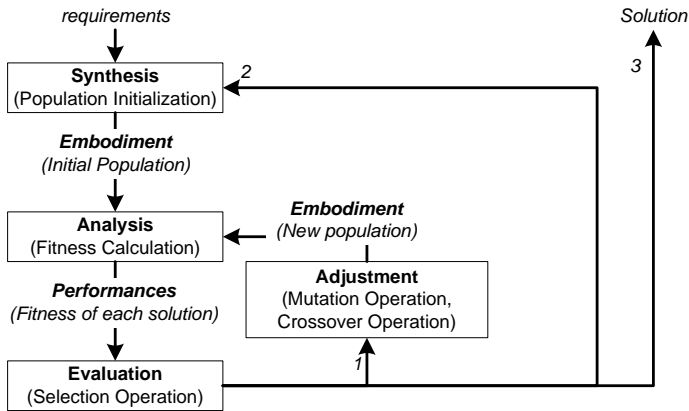 requirements
Solution
Synthesis
(Population Initialization)
2
3
Embodiment
(Initial Population)
Analysis
(Fitness Calculation)
Embodiment
(New population)
Performances
(Fitness of each solution)
Adjustment
(Mutation Operation,
Crossover Operation)
Evaluation
(Selection Operation)
1